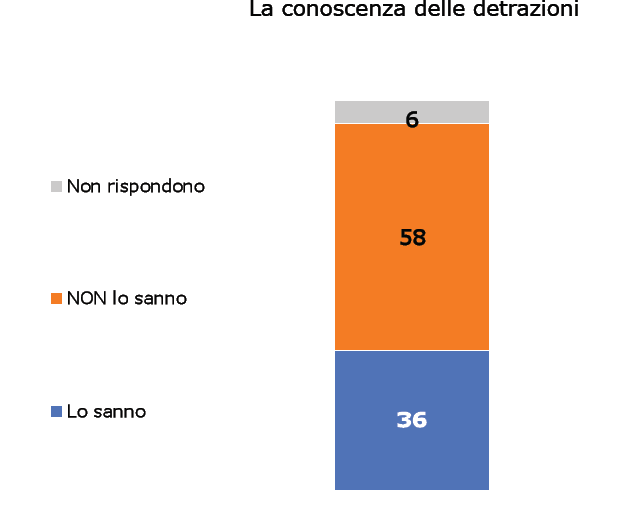 La conoscenza delle detrazioni
6
Non rispondono
58
NON lo sanno
Lo sanno
36